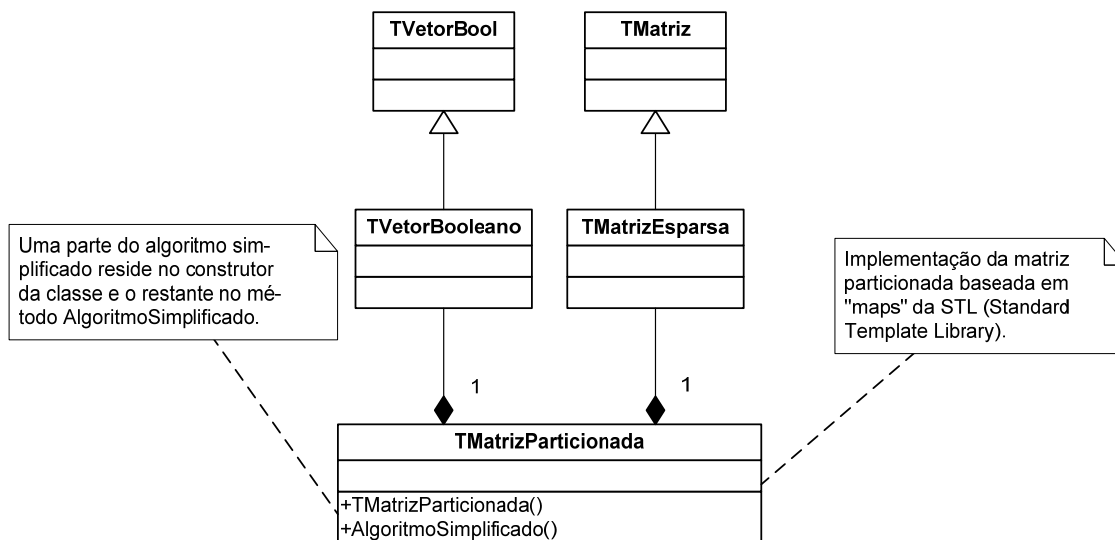 TVetorBool
TMatriz
TVetorBooleano
TMatrizEsparsa
Uma parte do algoritmo sim-
plificado reside no construtor
da classe e o restante no mé-
todo AlgoritmoSimplificado.
Implementação da matriz
particionada baseada em
"maps" da STL (Standard
Template Library).
1
1
TMatrizParticionada
+TMatrizParticionada()
+AlgoritmoSimplificado()